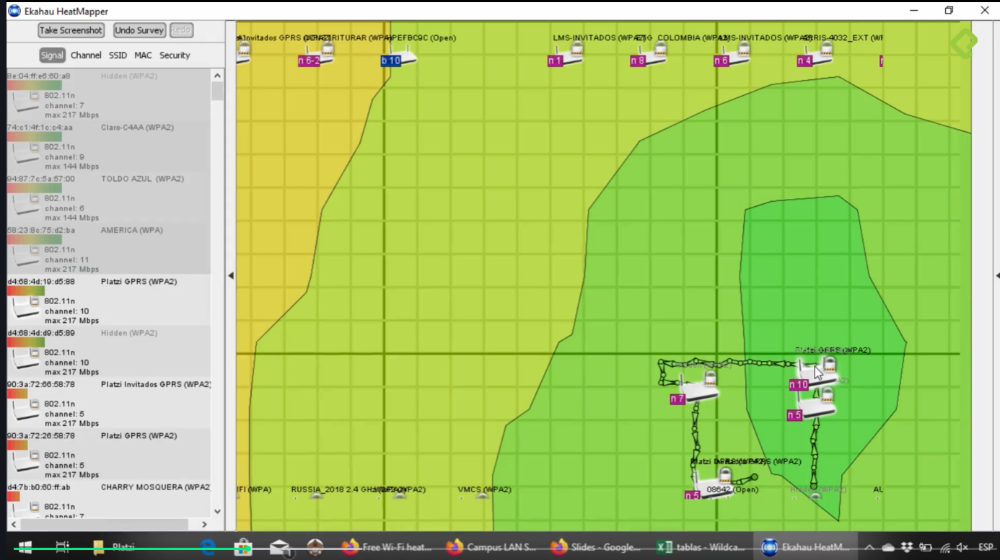 Ekahau HeatMapper
Take Screenshot Undo Survey Redo
Signal Channel SSID MAC Security
8e:04:ff:e6:60:a8 Hidden (WPA2)
802.11n
channel: 7
max 217 Mbps
74:c1:4f:1c:c4:aa Claro-C4AA (WPA2)
802.11n
channel: 9
max 144 Mbps
94:87:7c:5a:57:00 TOLDO AZUL (WPA2)
802.11n
channel: 6
max 144 Mbps
58:23:8c:75:d2:ba AMERICA (WPA)
802.11n
channel: 11
max 217 Mbps
d4:68:4d:19:d5:88 Platzi GPRS (WPA2)
802.11n
channel: 10
max 217 Mbps
d4:68:4d:d9:d5:89 Hidden (WPA2)
802.11n
channel: 10
max 217 Mbps
90:3a:72:66:58:78 Platzi Invitados GPRS (WPA2)
802.11n
channel: 5
max 217 Mbps
90:3a:72:26:58:78 Platzi GPRS (WPA2)
802.11n
channel: 5
max 217 Mbps
d4:7b:b0:60:ff:ab CHARRY MOSQUERA (WPA2
802.11n
channel: 7
Invitados GPRS (Open)
LMS-INVITADOS (WPA2) COLOMBIA (WPA2) LMS-INVITADOS (WPA2) ARRIS-4032_EXT (WP
n 6-2 b 10 n 1 n 8 n 6 n 4
Platzi GPRS (WPA2)
n 10
n 7
n 5
(WPA2)
n 5
IFI (WPA) RUSSIA_2018 2.4 GHz (WPA2) VMCS (WPA2) 08642 (Open) Hidden (WPA2) AU
Platzi Free Wi-Fi heat... Campus LAN S... Slides - Google... tablas - Wildca... Ekahau HeatM... ESP